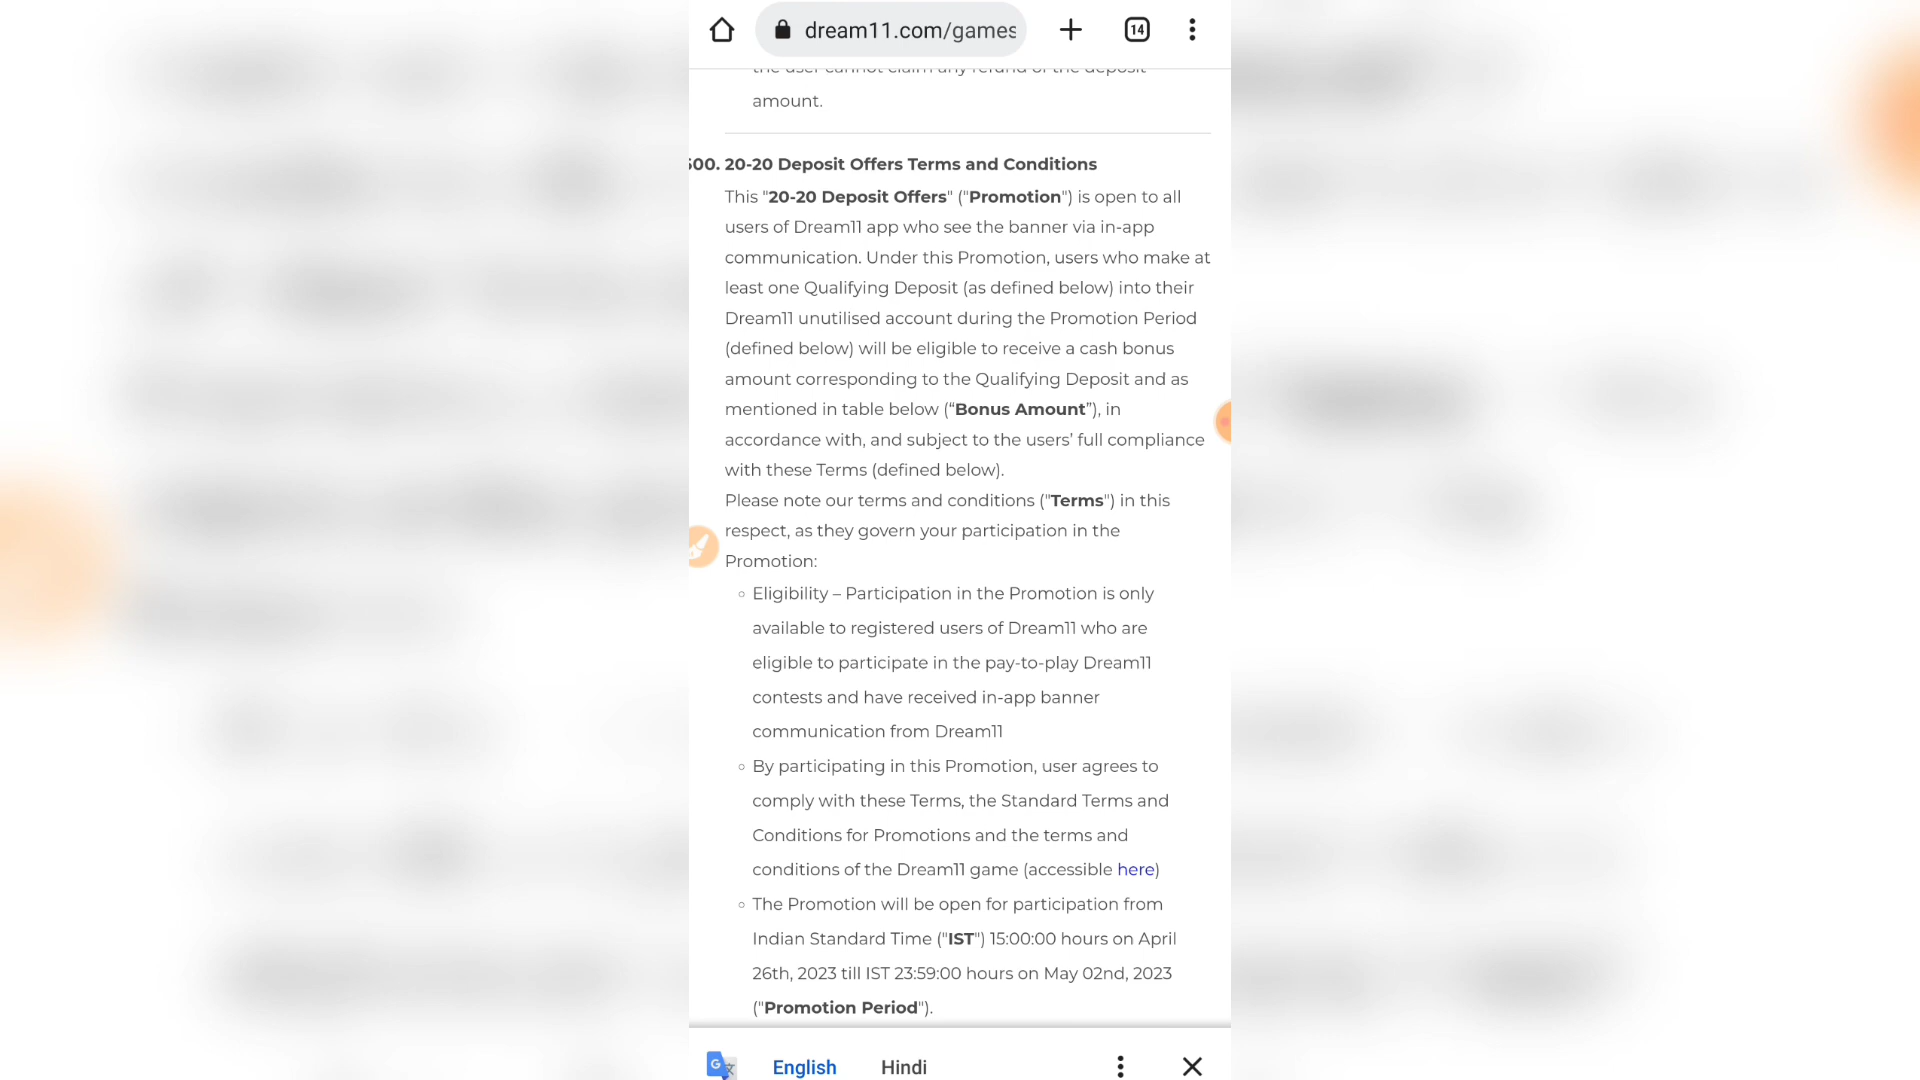 dream11.com/games
14
the user cannot claim any refund of the deposit
amount.
600. 20-20 Deposit Offers Terms and Conditions
This "20-20 Deposit Offers" ("Promotion") is open to all
users of Dream11 app who see the banner via in-app
communication. Under this Promotion, users who make at
least one Qualifying Deposit (as defined below) into their
Dream11 unutilised account during the Promotion Period
(defined below) will be eligible to receive a cash bonus
amount corresponding to the Qualifying Deposit and as
mentioned in table below (“Bonus Amount”), in
accordance with, and subject to the users’ full compliance
with these Terms (defined below).
Please note our terms and conditions ("Terms") in this
respect, as they govern your participation in the
Promotion:
Eligibility – Participation in the Promotion is only
available to registered users of Dream11 who are
eligible to participate in the pay-to-play Dream11
contests and have received in-app banner
communication from Dream11
By participating in this Promotion, user agrees to
comply with these Terms, the Standard Terms and
Conditions for Promotions and the terms and
conditions of the Dream11 game (accessible here)
The Promotion will be open for participation from
Indian Standard Time ("IST") 15:00:00 hours on April
26th, 2023 till IST 23:59:00 hours on May 02nd, 2023
("Promotion Period").
English Hindi